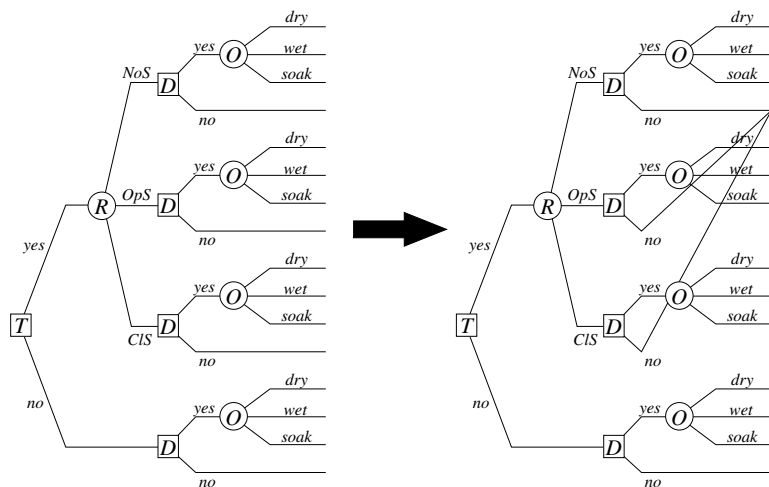 dry
yes O wet
NoS D soak
no
dry
yes O wet
OpS D soak
R no
yes
dry
yes O wet
T D soak
ClS no
no
dry
yes O wet
D soak
no
dry
yes O wet
NoS D soak
no
dry
yes O wet
OpS D soak
R no
yes
dry
yes O wet
T D soak
ClS no
no
dry
yes O wet
D soak
no